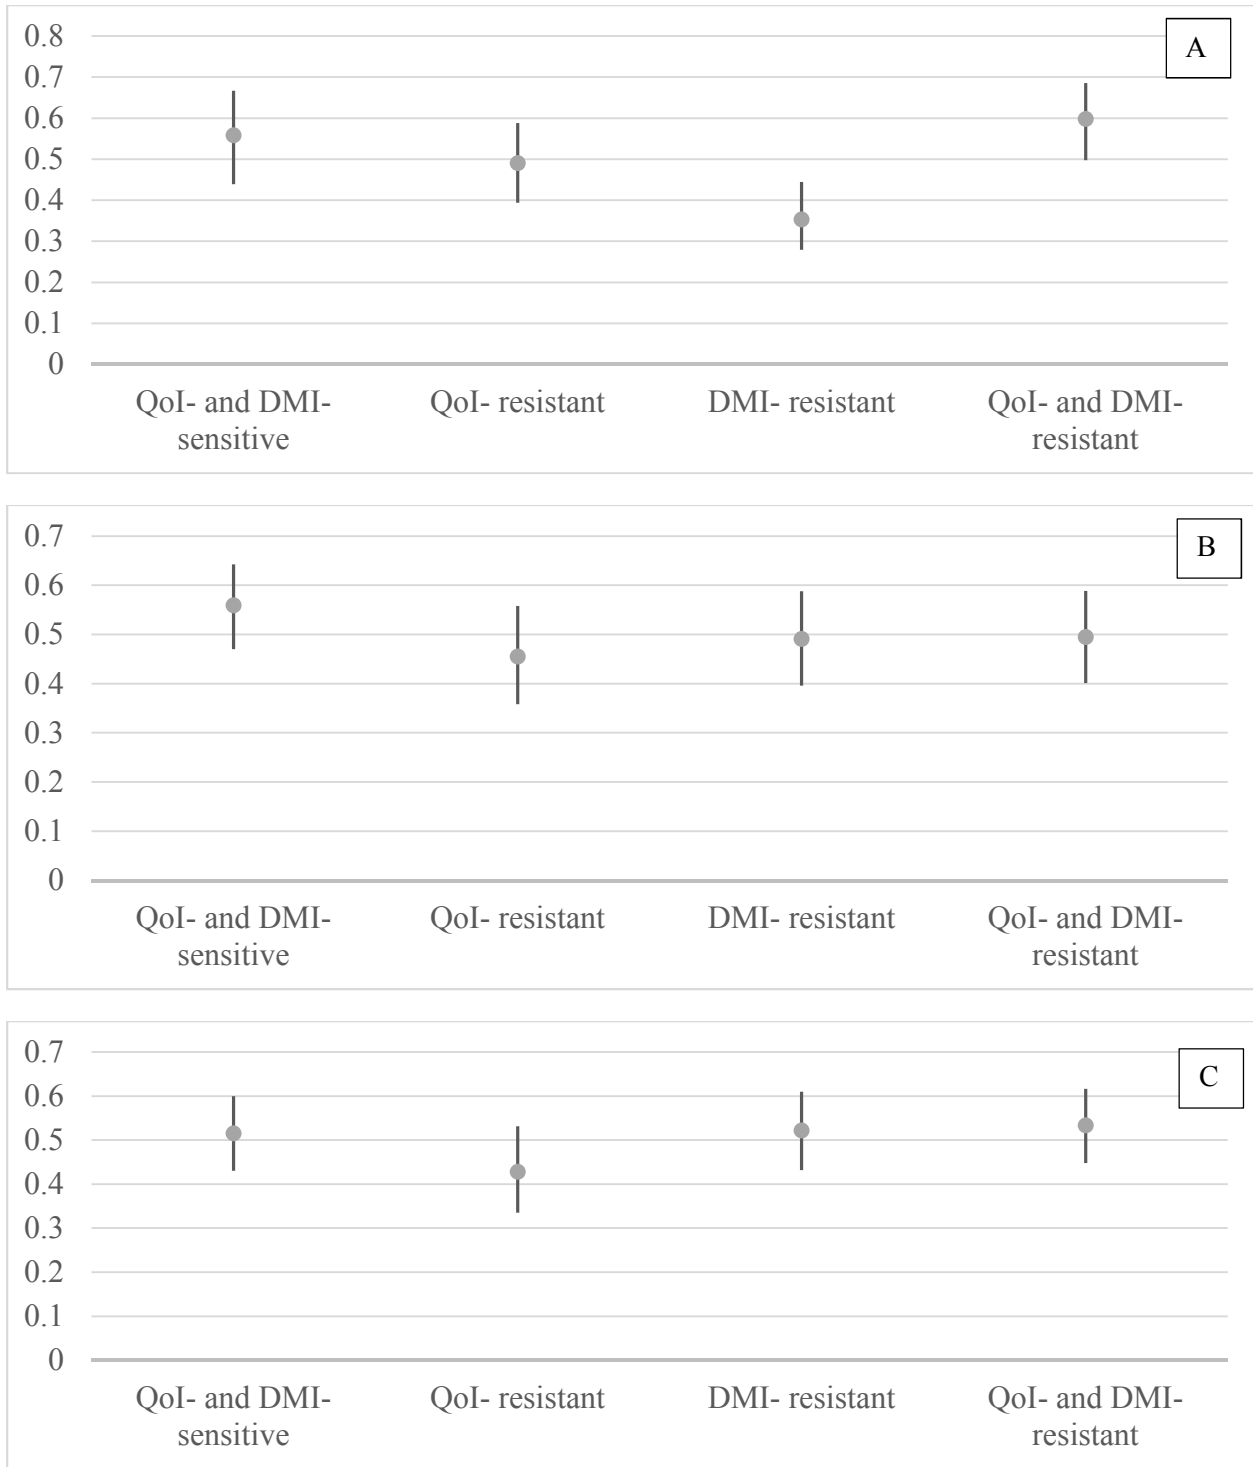 0.8
A
0.7
0.6
0.5
0.4
0.3
0.2
0.1
0
QoI- and DMI- QoI- resistant DMI- resistant QoI- and DMI-
sensitive resistant
0.7
B
0.6
0.5
0.4
0.3
0.2
0.1
0
QoI- and DMI- QoI- resistant DMI- resistant QoI- and DMI-
sensitive resistant
0.7
C
0.6
0.5
0.4
0.3
0.2
0.1
0
QoI- and DMI- QoI- resistant DMI- resistant QoI- and DMI-
sensitive resistant